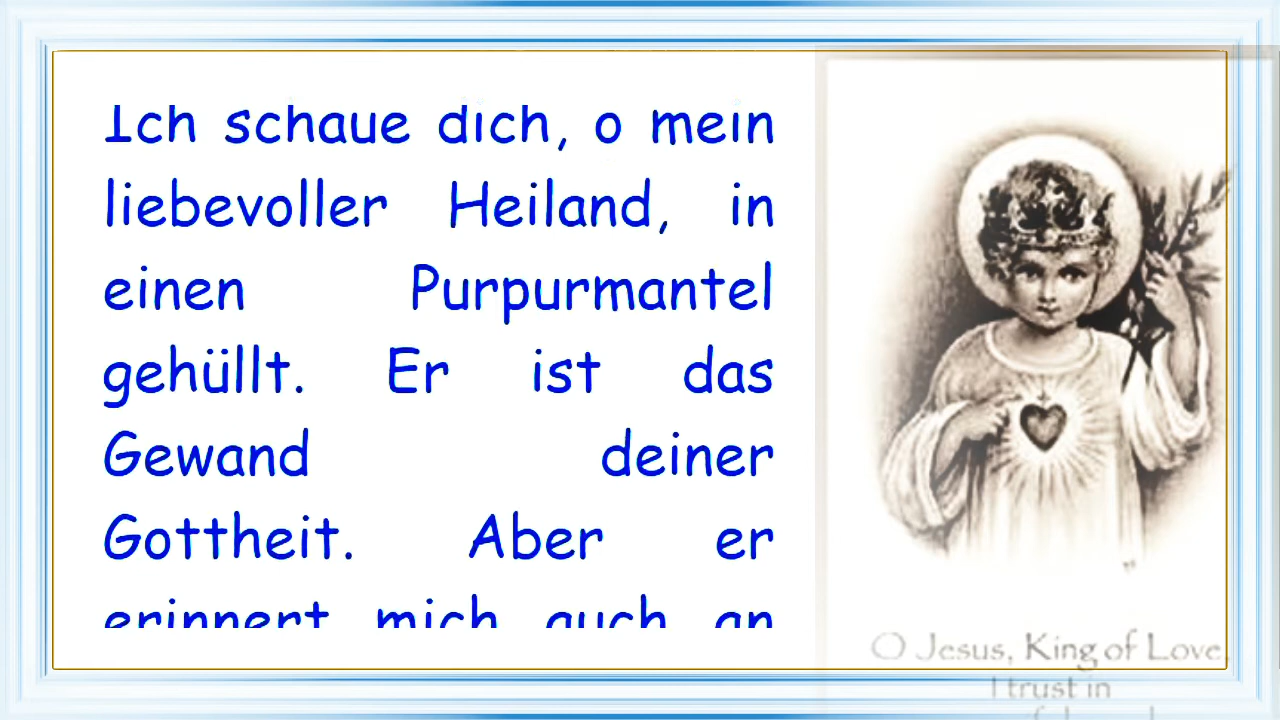 Ich schaue dich, o mein
liebevoller Heiland, in
einen Purpurmantel
gehüllt. Er ist das
Gewand deiner
Gottheit. Aber er
erinnert mich auch an
O Jesus, King of Love,
I trust in